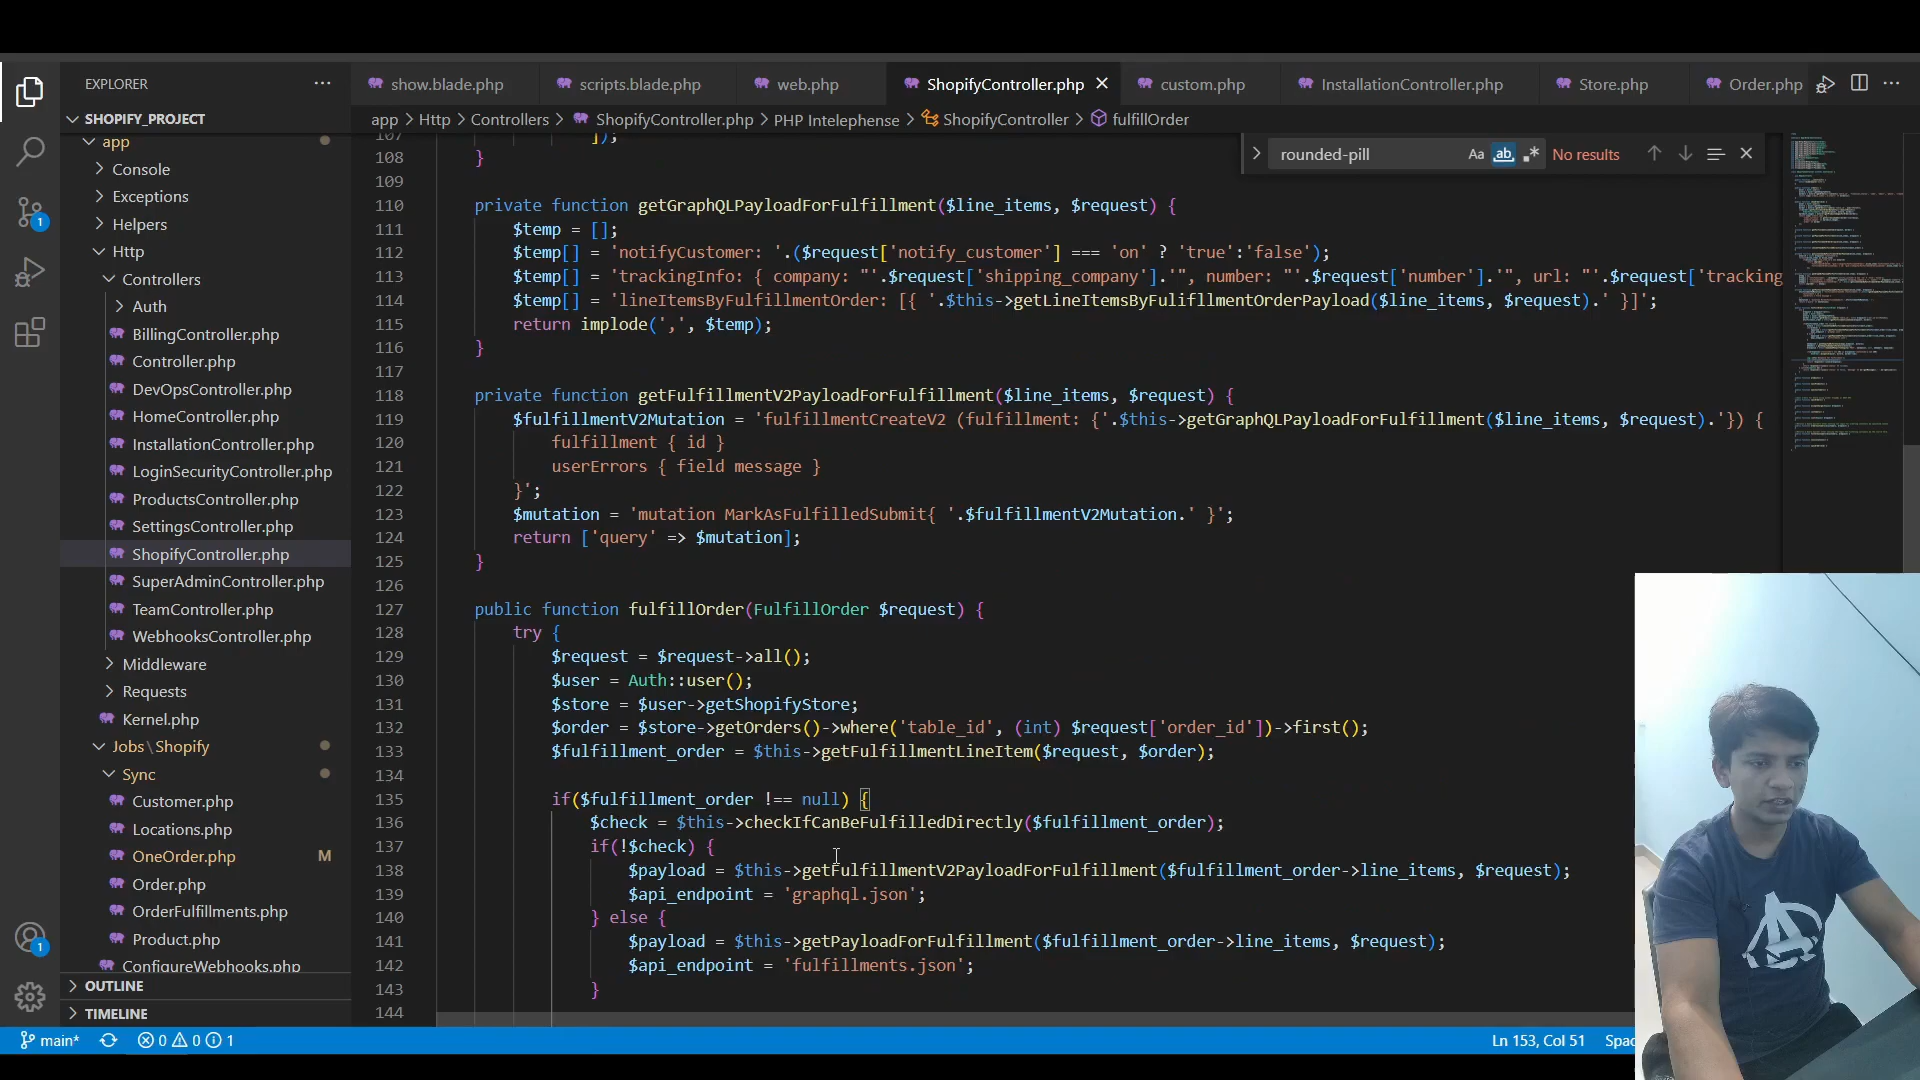 EXPLORER
SHOPIFY_PROJECT
app
Console
Exceptions
Helpers
Http
Controllers
Auth
BillingController.php
Controller.php
DevOpsController.php
HomeController.php
InstallationController.php
LoginSecurityController.php
ProductsController.php
SettingsController.php
ShopifyController.php
SuperAdminController.php
TeamController.php
WebhooksController.php
Middleware
Requests
Kernel.php
Jobs\Shopify
Sync
Customer.php
Locations.php
OneOrder.php M
Order.php
OrderFulfillments.php
Product.php
ConfigureWebhooks.php
OUTLINE
TIMELINE
1
1
show.blade.php scripts.blade.php web.php ShopifyController.php custom.php InstallationController.php Store.php Order.php
app > Http > Controllers > ShopifyController.php > PHP Intelephense > ShopifyController > fulfillOrder
rounded-pill Aa ab No results
107 ]);
108 }
109
110 private function getGraphQLPayloadForFulfillment($line_items, $request) {
111 $temp = [];
112 $temp[] = 'notifyCustomer: '.($request['notify_customer'] === 'on' ? 'true':'false');
113 $temp[] = 'trackingInfo: { company: "'.$request['shipping_company'].'", number: "'.$request['number'].'", url: "'.$request['tracking
114 $temp[] = 'lineItemsByFulfillmentOrder: [{ '.$this->getLineItemsByFulifllmentOrderPayload($line_items, $request).' }]';
115 return implode(',', $temp);
116 }
117
118 private function getFulfillmentV2PayloadForFulfillment($line_items, $request) {
119 $fulfillmentV2Mutation = 'fulfillmentCreateV2 (fulfillment: {'.$this->getGraphQLPayloadForFulfillment($line_items, $request).'}) {
120 fulfillment { id }
121 userErrors { field message }
122 }';
123 $mutation = 'mutation MarkAsFulfilledSubmit{ '.$fulfillmentV2Mutation.' }';
124 return ['query' => $mutation];
125 }
126
127 public function fulfillOrder(FulfillOrder $request) {
128 try {
129 $request = $request->all();
130 $user = Auth::user();
131 $store = $user->getShopifyStore;
132 $order = $store->getOrders()->where('table_id', (int) $request['order_id'])->first();
133 $fulfillment_order = $this->getFulfillmentLineItem($request, $order);
134
135 if($fulfillment_order !== null) {
136 $check = $this->checkIfCanBeFulfilledDirectly($fulfillment_order);
137 if(!$check) {
138 $payload = $this->getFulfillmentV2PayloadForFulfillment($fulfillment_order->line_items, $request);
139 $api_endpoint = 'graphql.json';
140 } else {
141 $payload = $this->getPayloadForFulfillment($fulfillment_order->line_items, $request);
142 $api_endpoint = 'fulfillments.json';
143 }
144
main* 0 0 1 Ln 153, Col 51 Spac